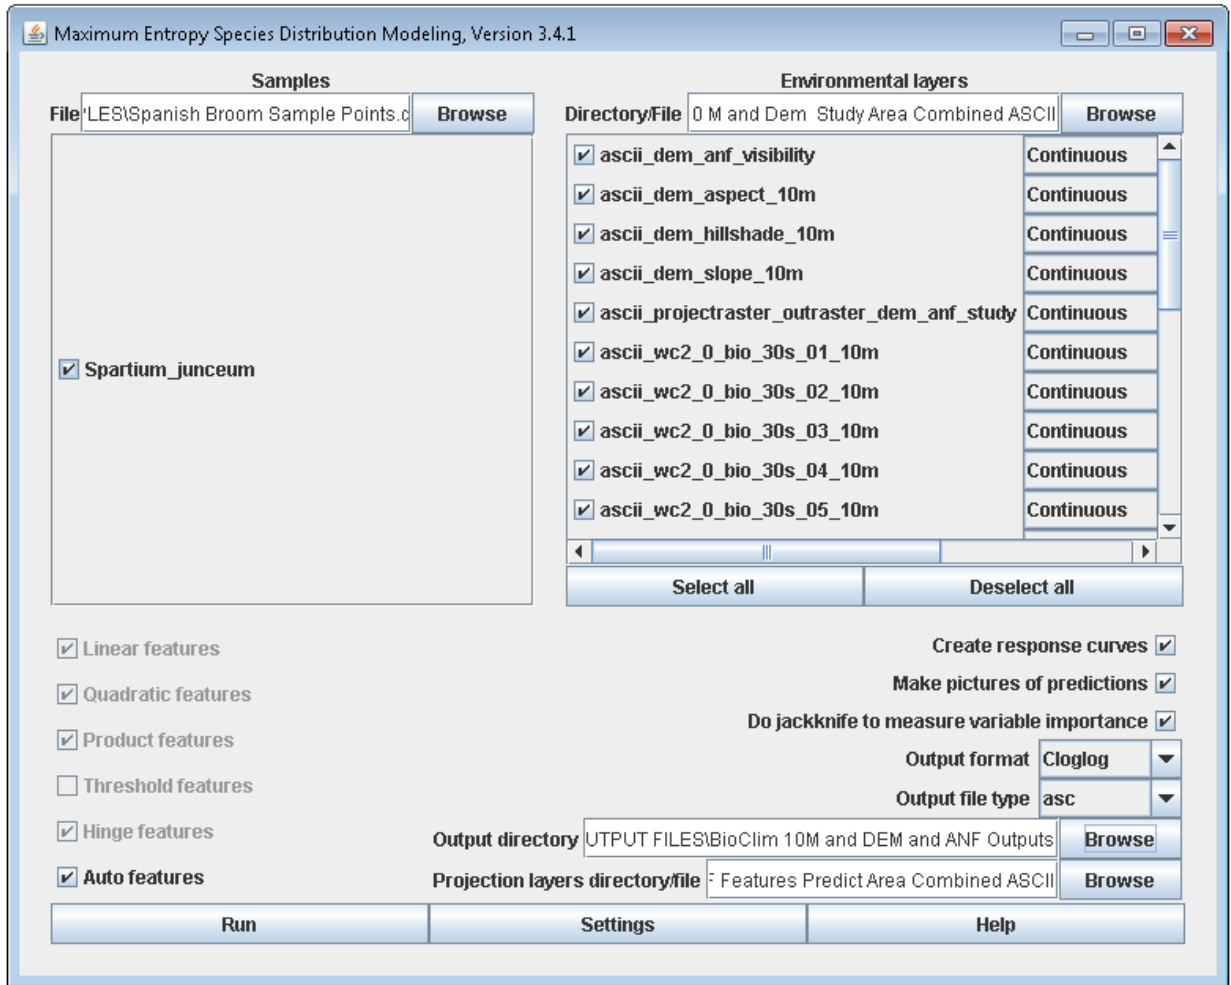 Maximum Entropy Species Distribution Modeling, Version 3.4.1
Samples
File 'LES\Spanish Broom Sample Points.c Browse
Spartium_junceum
Environmental layers
Directory/File 0 M and Dem Study Area Combined ASCII Browse
ascii_dem_anf_visibility Continuous
ascii_dem_aspect_10m Continuous
ascii_dem_hillshade_10m Continuous
ascii_dem_slope_10m Continuous
ascii_projectraster_outraster_dem_anf_study Continuous
ascii_wc2_0_bio_30s_01_10m Continuous
ascii_wc2_0_bio_30s_02_10m Continuous
ascii_wc2_0_bio_30s_03_10m Continuous
ascii_wc2_0_bio_30s_04_10m Continuous
ascii_wc2_0_bio_30s_05_10m Continuous
Select all Deselect all
Linear features
Quadratic features
Product features
Threshold features
Hinge features
Auto features
Create response curves
Make pictures of predictions
Do jackknife to measure variable importance
Output format Cloglog
Output file type asc
Output directory UTPUT FILES\BioClim 10M and DEM and ANF Outputs Browse
Projection layers directory/file F Features Predict Area Combined ASCII Browse
Run Settings Help